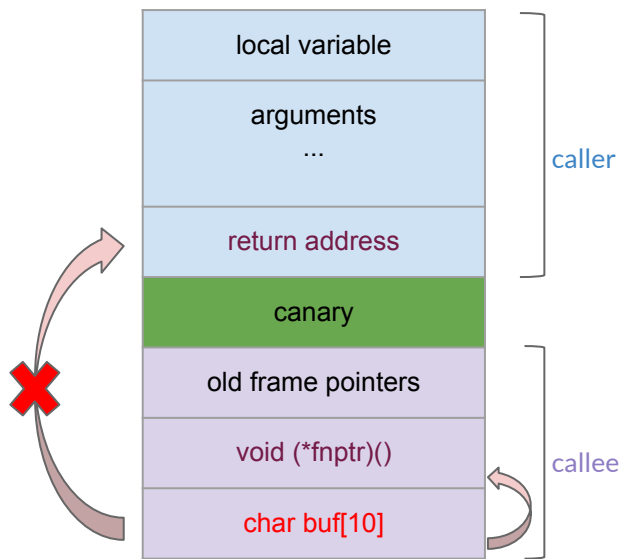 local variable
arguments
...
caller
return address
canary
old frame pointers
void (*fnptr)()
callee
char buf[10]